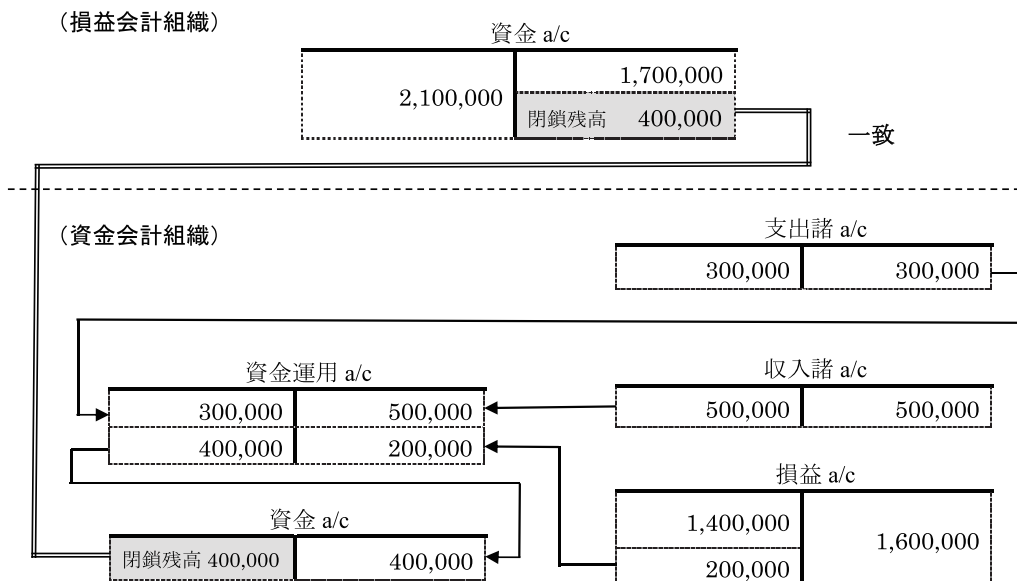 （損益会計組織）
資金 a/c
2,100,000
1,700,000
閉鎖残高 400,000
一致
（資金会計組織）
支出諸 a/c
300,000 300,000
資金運用 a/c
300,000 500,000
400,000 200,000
収入諸 a/c
500,000 500,000
資金 a/c
閉鎖残高 400,000 400,000
損益 a/c
1,400,000
1,600,000
200,000